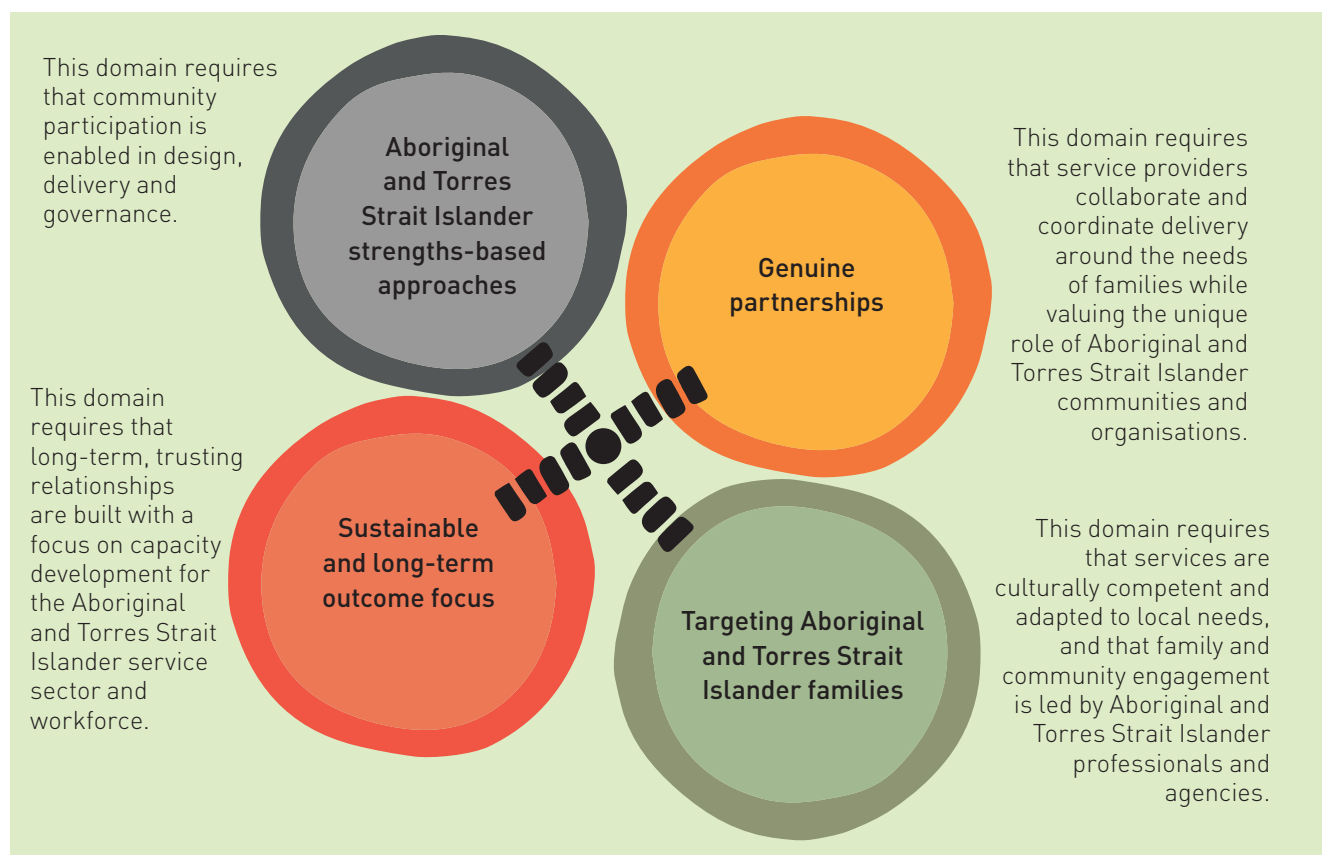 This domain requires
that community
participation is
enabled in design,
delivery and
governance.
Aboriginal
and Torres
Strait Islander
strengths-based
approaches
Genuine
partnerships
This domain requires
that service providers
collaborate and
coordinate delivery
around the needs
of families while
valuing the unique
role of Aboriginal and
Torres Strait Islander
communities and
organisations.
This domain
requires that
long-term, trusting
relationships
are built with a
focus on capacity
development for
the Aboriginal
and Torres Strait
Islander service
sector and
workforce.
Sustainable
and long-term
outcome focus
Targeting Aboriginal
and Torres Strait
Islander families
This domain requires
that services are
culturally competent and
adapted to local needs,
and that family and
community engagement
is led by Aboriginal and
Torres Strait Islander
professionals and
agencies.